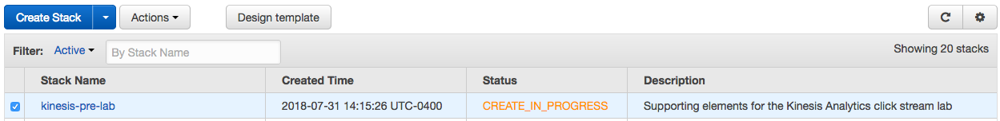 Create Stack Actions Design template
Filter: Active By Stack Name Showing 20 stacks
Stack Name Created Time Status Description
kinesis-pre-lab 2018-07-31 14:15:26 UTC-0400 CREATE_IN_PROGRESS Supporting elements for the Kinesis Analytics click stream lab